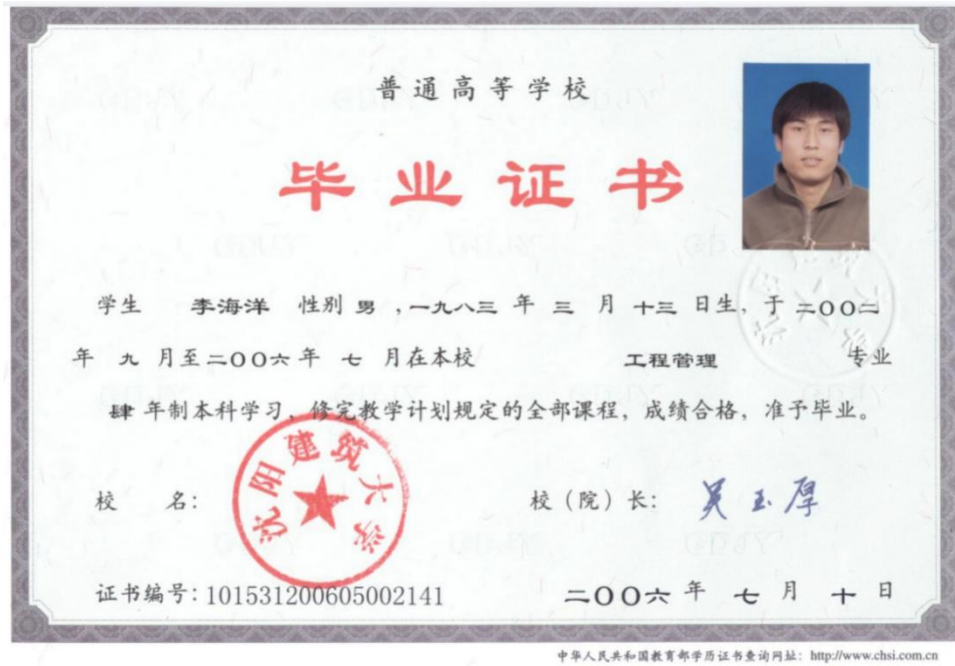 普通高等学校
毕业证书
学生 李海洋 性别 男，一九八三 年 三 月 十三 日生，于 二〇〇二
年 九 月至二〇〇六 年 七 月在本校 工程管理 专业
肆 年制本科学习、修完教学计划规定的全部课程，成绩合格，准予毕业。
沈阳建筑大学
校 名： 校（院）长： 吴玉厚
证书编号：101531200605002141 二〇〇六 年 七 月 十 日
中华人民共和国教育部学历证书查询网址：http://www.chsi.com.cn